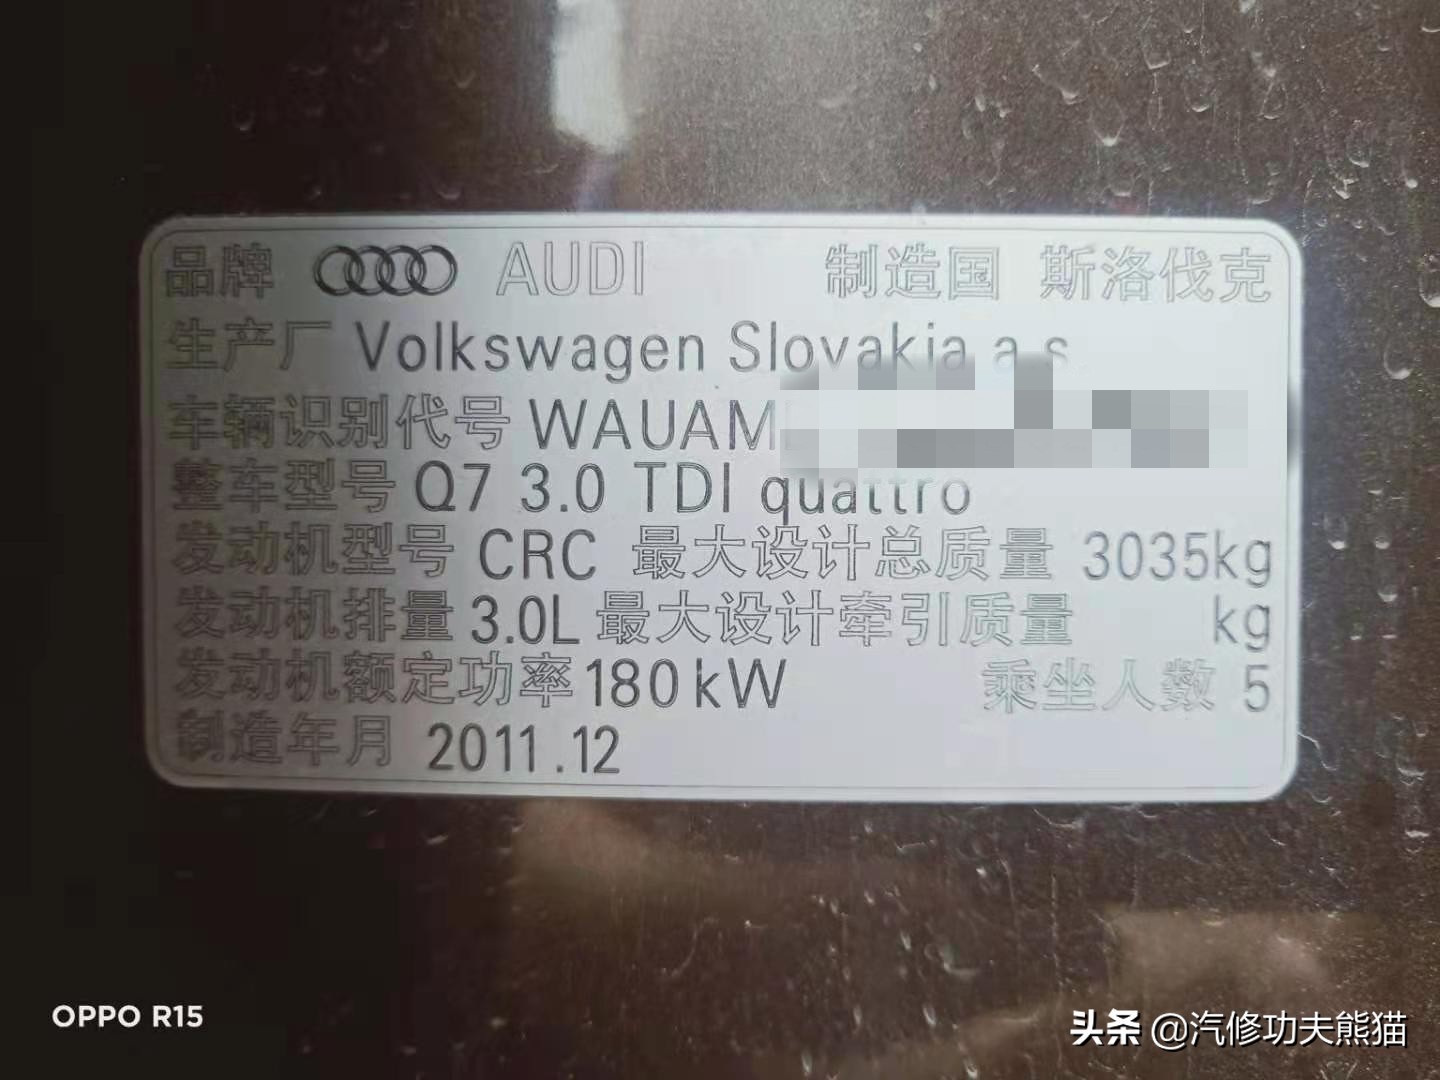 品牌 AUDI 制造国 斯洛伐克
生产厂 Volkswagen Slovakia a s
车辆识别代号 WAUAM
整车型号 Q7 3.0 TDI quattro
发动机型号 CRC 最大设计总质量 3035kg
发动机排量 3.0L 最大设计牵引质量 kg
发动机额定功率 180kW 乘坐人数 5
制造年月 2011.12
OPPO R15
头条 @汽修功夫熊猫